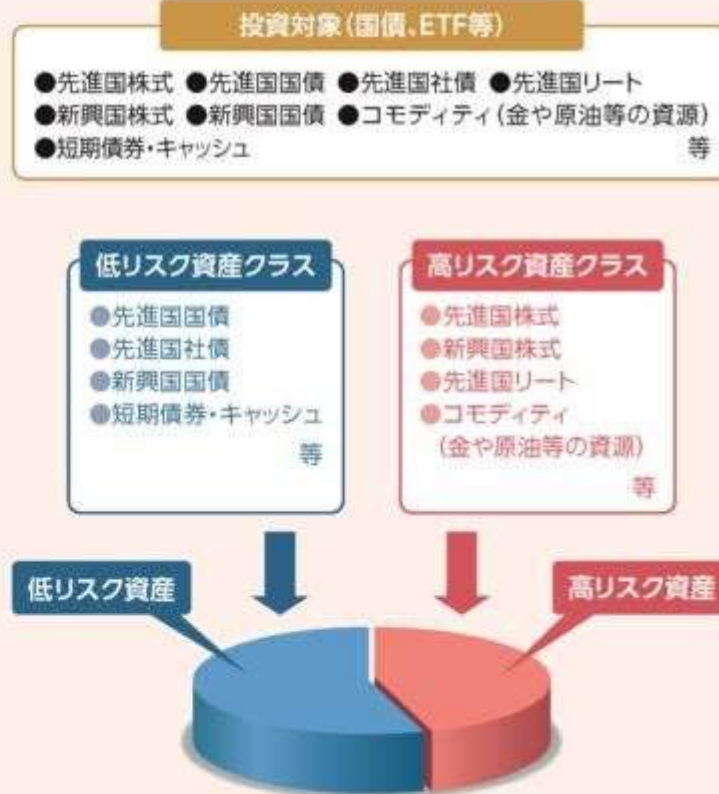 投資対象(国債、ETF等)
●先進国株式 ●先進国国債 ●先進国社債 ●先進国リート
●新興国株式 ●新興国国債 ●コモディティ(金や原油等の資源)
●短期債券・キャッシュ 等
低リスク資産クラス
●先進国国債
●先進国社債
●新興国国債
●短期債券・キャッシュ
等
高リスク資産クラス
●先進国株式
●新興国株式
●先進国リート
●コモディティ
(金や原油等の資源)
等
低リスク資産
高リスク資産